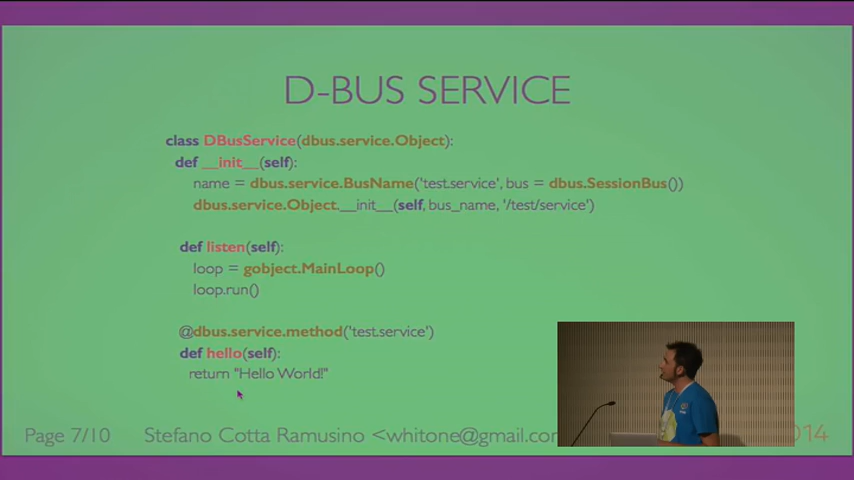 D-BUS SERVICE
class DBusService(dbus.service.Object):
def __init__(self):
name = dbus.service.BusName('test.service', bus = dbus.SessionBus())
dbus.service.Object.__init__(self, bus_name, '/test/service')
def listen(self):
loop = gobject.MainLoop()
loop.run()
@dbus.service.method('test.service')
def hello(self):
return "Hello World!"
Page 7/10 Stefano Cotta Ramusino <whitone@gmail.com 2014